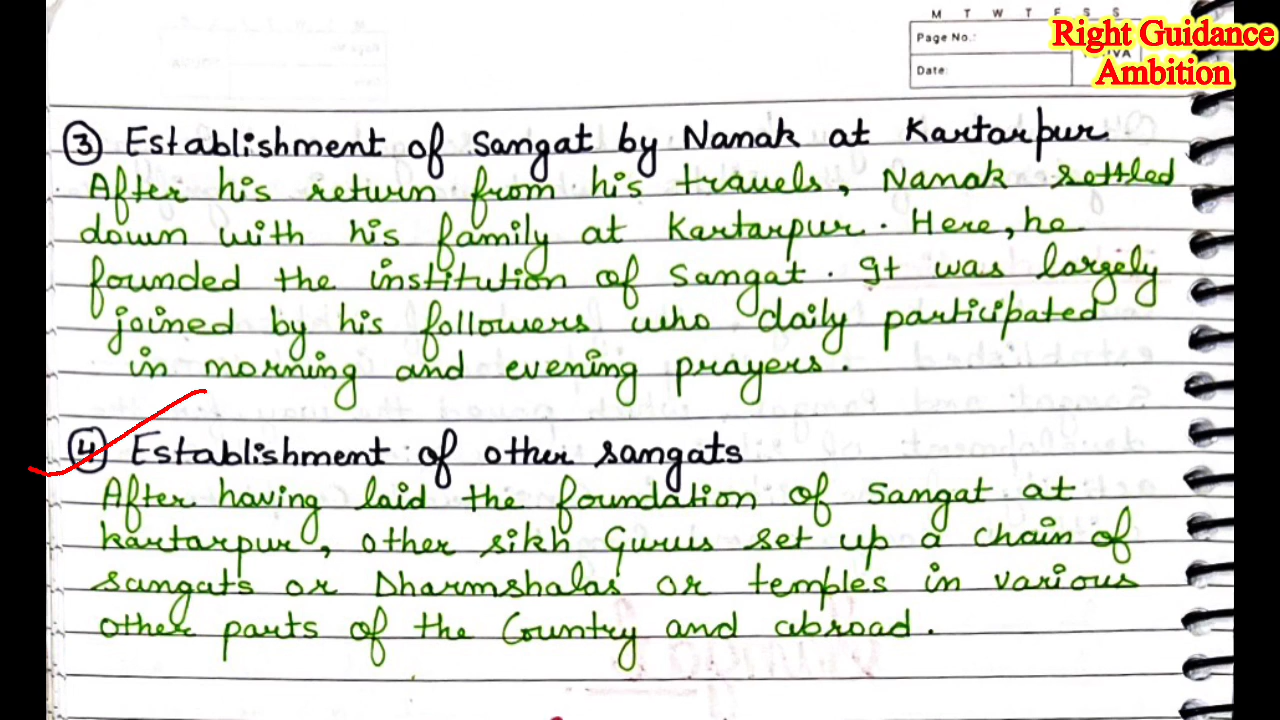 M T W T F S S
Page No.:
Date:
YOUVA
Right Guidance
Ambition
③ Establishment of Sangat by Nanak at Kartarpur.
After his return from his travels, Nanak settled
down with his family at Kartarpur. Here, he
founded the institution of Sangat. It was largely
joined by his followers who daily participated
in morning and evening prayers.
④ Establishment of other sangats
After having laid the foundation of Sangat at
Kartarpur, other sikh Gurus set up a chain of
sangats or Dharmshalas or temples in various
other parts of the Country and abroad.